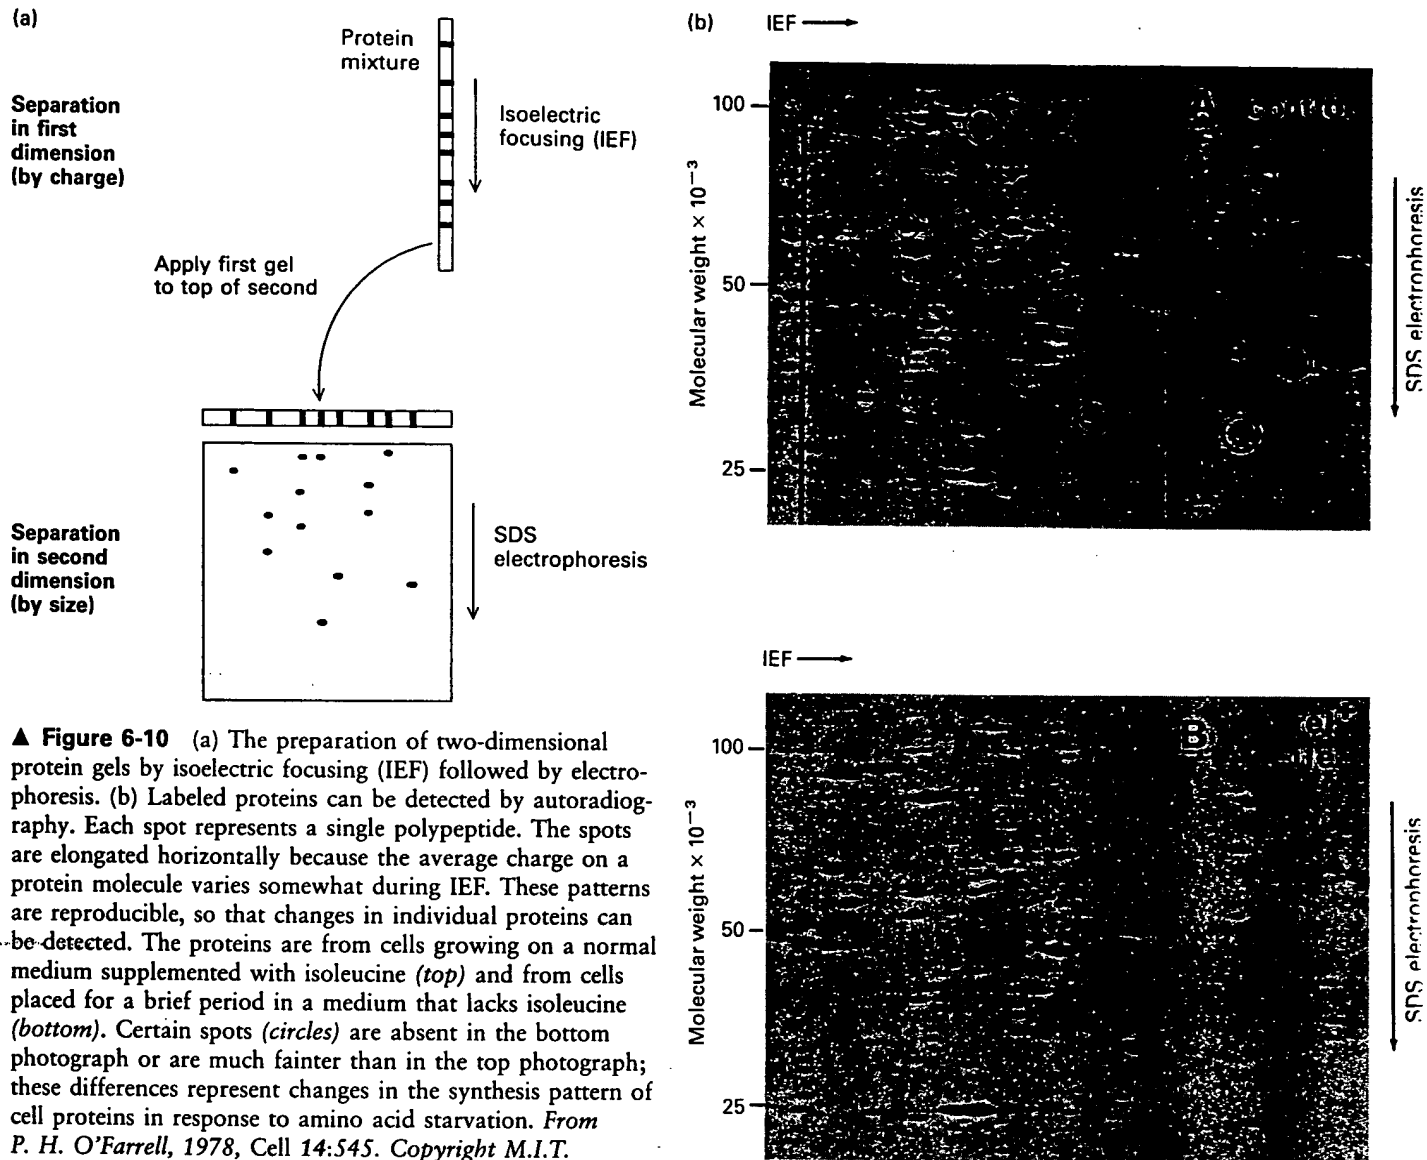 (a)
Protein
mixture
Separation
in first
dimension
(by charge)
Isoelectric
focusing (IEF)
Apply first gel
to top of second
Separation
in second
dimension
(by size)
SDS
electrophoresis
▲ Figure 6-10 (a) The preparation of two-dimensional
protein gels by isoelectric focusing (IEF) followed by electro-
phoresis. (b) Labeled proteins can be detected by autoradiog-
raphy. Each spot represents a single polypeptide. The spots
are elongated horizontally because the average charge on a
protein molecule varies somewhat during IEF. These patterns
are reproducible, so that changes in individual proteins can
be detected. The proteins are from cells growing on a normal
medium supplemented with isoleucine (top) and from cells
placed for a brief period in a medium that lacks isoleucine
(bottom). Certain spots (circles) are absent in the bottom
photograph or are much fainter than in the top photograph;
these differences represent changes in the synthesis pattern of
cell proteins in response to amino acid starvation. From
P. H. O'Farrell, 1978, Cell 14:545. Copyright M.I.T.
(b)
IEF
100
50
25
Molecular weight × 10⁻³
A
SDS electrophoresis
IEF
100
50
25
Molecular weight × 10⁻³
B
SDS electrophoresis